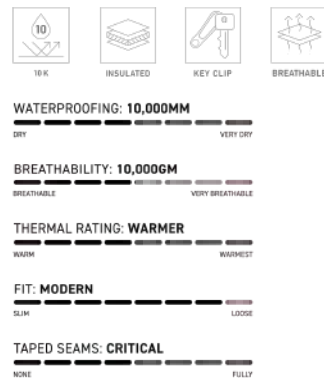 10
10K
INSULATED
KEY CLIP
BREATHABLE
WATERPROOFING: 10,000MM
DRY VERY DRY
BREATHABILITY: 10,000GM
BREATHABLE VERY BREATHABLE
THERMAL RATING: WARMER
WARM WARMEST
FIT: MODERN
SLIM LOOSE
TAPED SEAMS: CRITICAL
NONE FULLY